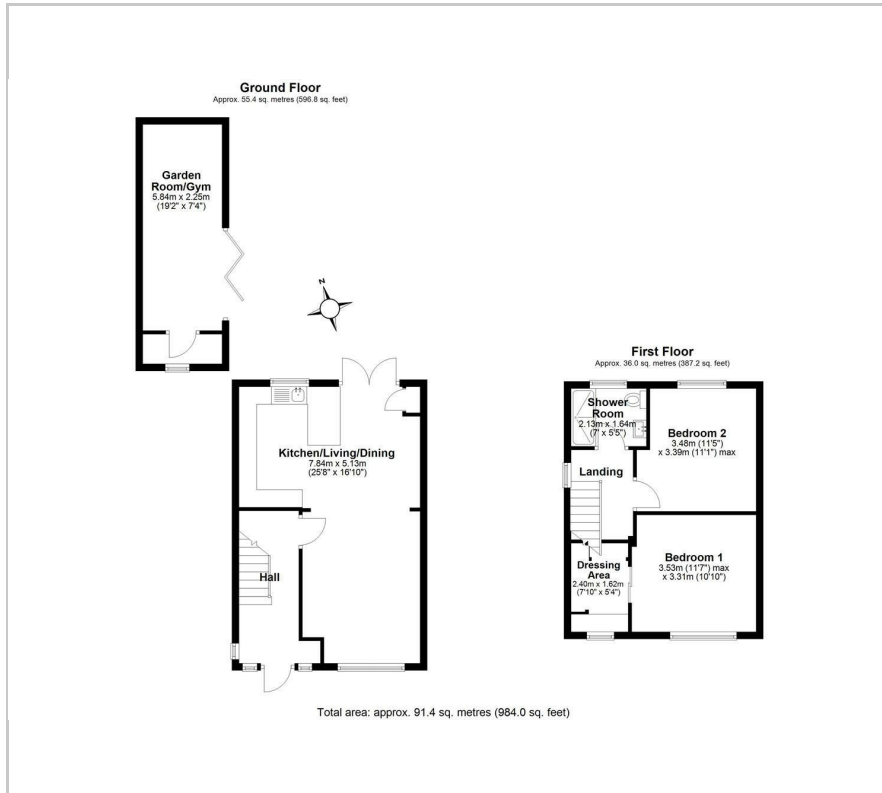 Ground Floor
Approx. 55.4 sq. metres (596.8 sq. feet)
Garden
Room/Gym
5.84m x 2.25m
(19'2" x 7'4")
N
Kitchen/Living/Dining
7.84m x 5.13m
(25'8" x 16'10")
Hall
First Floor
Approx. 36.0 sq. metres (387.2 sq. feet)
Shower
Room
2.13m x 1.64m
(7' x 5'5")
Bedroom 2
3.48m (11'5")
x 3.39m (11'1") max
Landing
Dressing
Area
2.40m x 1.62m
(7'10" x 5'4")
Bedroom 1
3.53m (11'7") max
x 3.31m (10'10")
Total area: approx. 91.4 sq. metres (984.0 sq. feet)